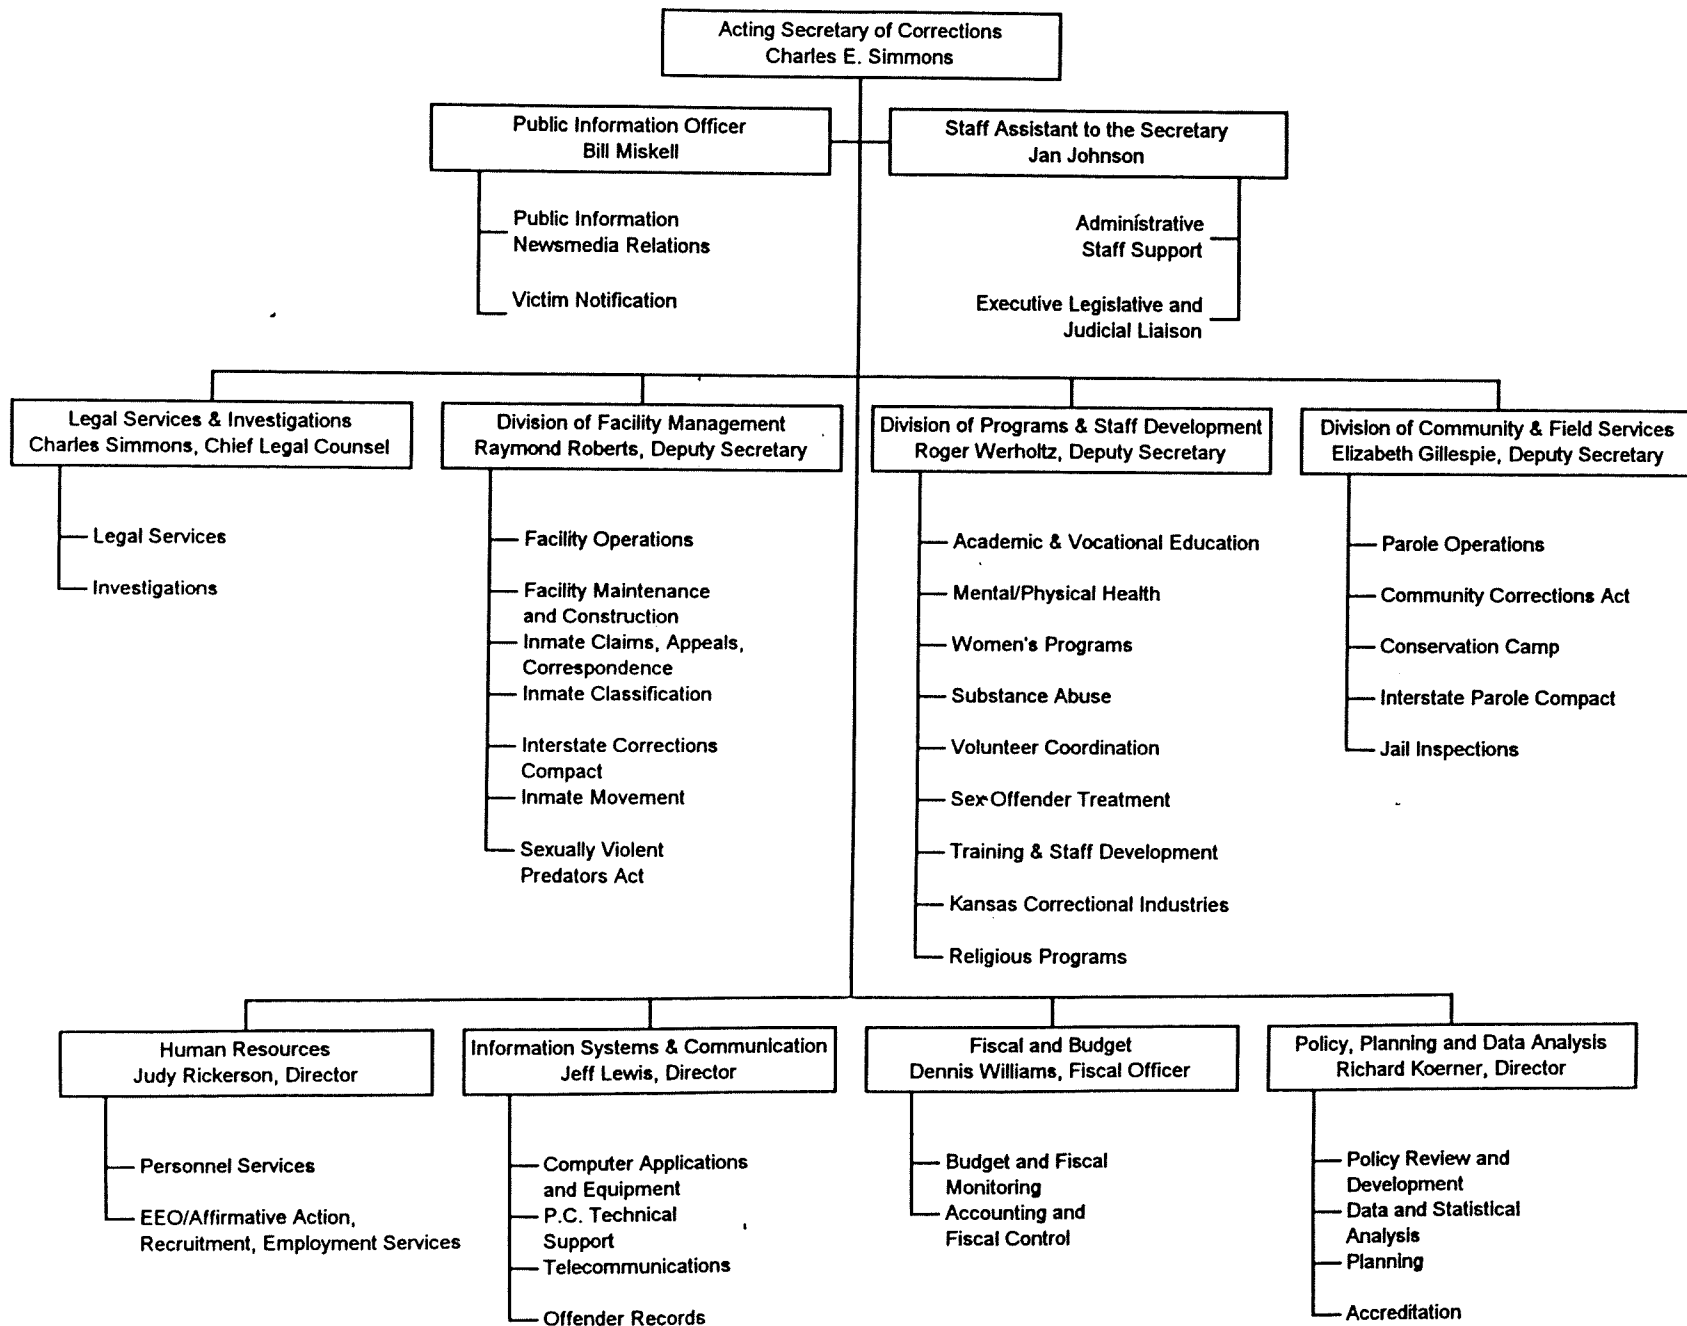 Acting Secretary of Corrections
Charles E. Simmons
Public Information Officer
Bill Miskell
Staff Assistant to the Secretary
Jan Johnson
Public Information
Newsmedia Relations
Victim Notification
Administrative
Staff Support
Executive Legislative and
Judicial Liaison
Legal Services & Investigations
Charles Simmons, Chief Legal Counsel
Legal Services
Investigations
Division of Facility Management
Raymond Roberts, Deputy Secretary
Facility Operations
Facility Maintenance
and Construction
Inmate Claims, Appeals,
Correspondence
Inmate Classification
Interstate Corrections
Compact
Inmate Movement
Sexually Violent
Predators Act
Division of Programs & Staff Development
Roger Werholtz, Deputy Secretary
Academic & Vocational Education
Mental/Physical Health
Women's Programs
Substance Abuse
Volunteer Coordination
Sex Offender Treatment
Training & Staff Development
Kansas Correctional Industries
Religious Programs
Division of Community & Field Services
Elizabeth Gillespie, Deputy Secretary
Parole Operations
Community Corrections Act
Conservation Camp
Interstate Parole Compact
Jail Inspections
Human Resources
Judy Rickerson, Director
Personnel Services
EEO/Affirmative Action,
Recruitment, Employment Services
Information Systems & Communication
Jeff Lewis, Director
Computer Applications
and Equipment
P.C. Technical
Support
Telecommunications
Offender Records
Fiscal and Budget
Dennis Williams, Fiscal Officer
Budget and Fiscal
Monitoring
Accounting and
Fiscal Control
Policy, Planning and Data Analysis
Richard Koerner, Director
Policy Review and
Development
Data and Statistical
Analysis
Planning
Accreditation